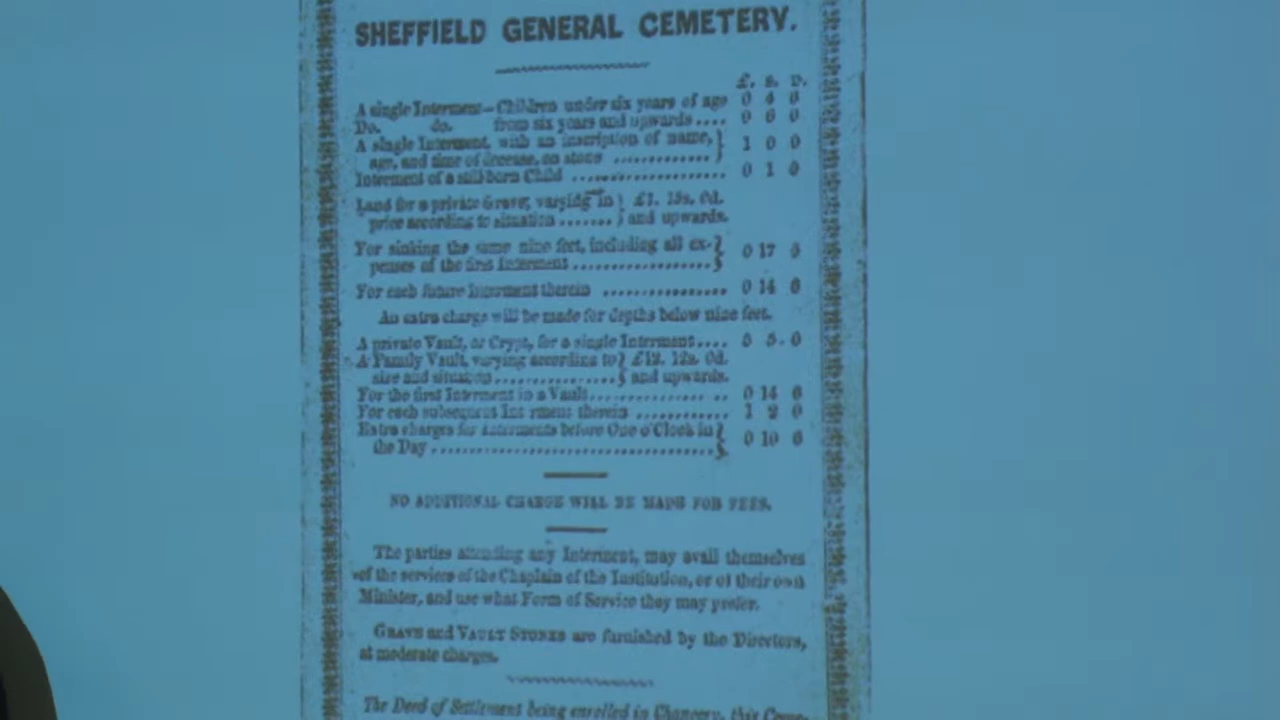 SHEFFIELD GENERAL CEMETERY.
£. s. D.
A single Interment—Children under six years of age 0 4 0
Do. do. from six years and upwards .... 0 6 0
A single Interment, with an inscription of name, } 1 0 0
age, and time of decease, on stone ............ }
Interment of a still-born Child .................... 0 1 0
Land for a private Grave, varying in } £1. 15s. 0d.
price according to situation ....... } and upwards.
For sinking the same nine feet, including all ex- } 0 17
penses of the first Interment .................. }
For each future Interment therein ................ 0 14
An extra charge will be made for depths below nine feet.
A private Vault, or Crypt, for a single Interment.... 5 5 0
A Family Vault, varying according to } £12. 12s. 0d.
size and situation ................ } and upwards.
For the first Interment in a Vault................ 0 14
For each subsequent Interment therein ............ 1 0
Extra charges for Interments before One o'Clock in } 0 10
the Day ...................................... }
NO ADDITIONAL CHARGE WILL BE MADE FOR FEES.
The parties attending any Interment, may avail themselves
of the services of the Chaplain of the Institution, or of their own
Minister, and use what Form of Service they may prefer.
GRAVE and VAULT STONES are furnished by the Directors,
at moderate charges.
The Deed of Settlement being enrolled in Chancery, this